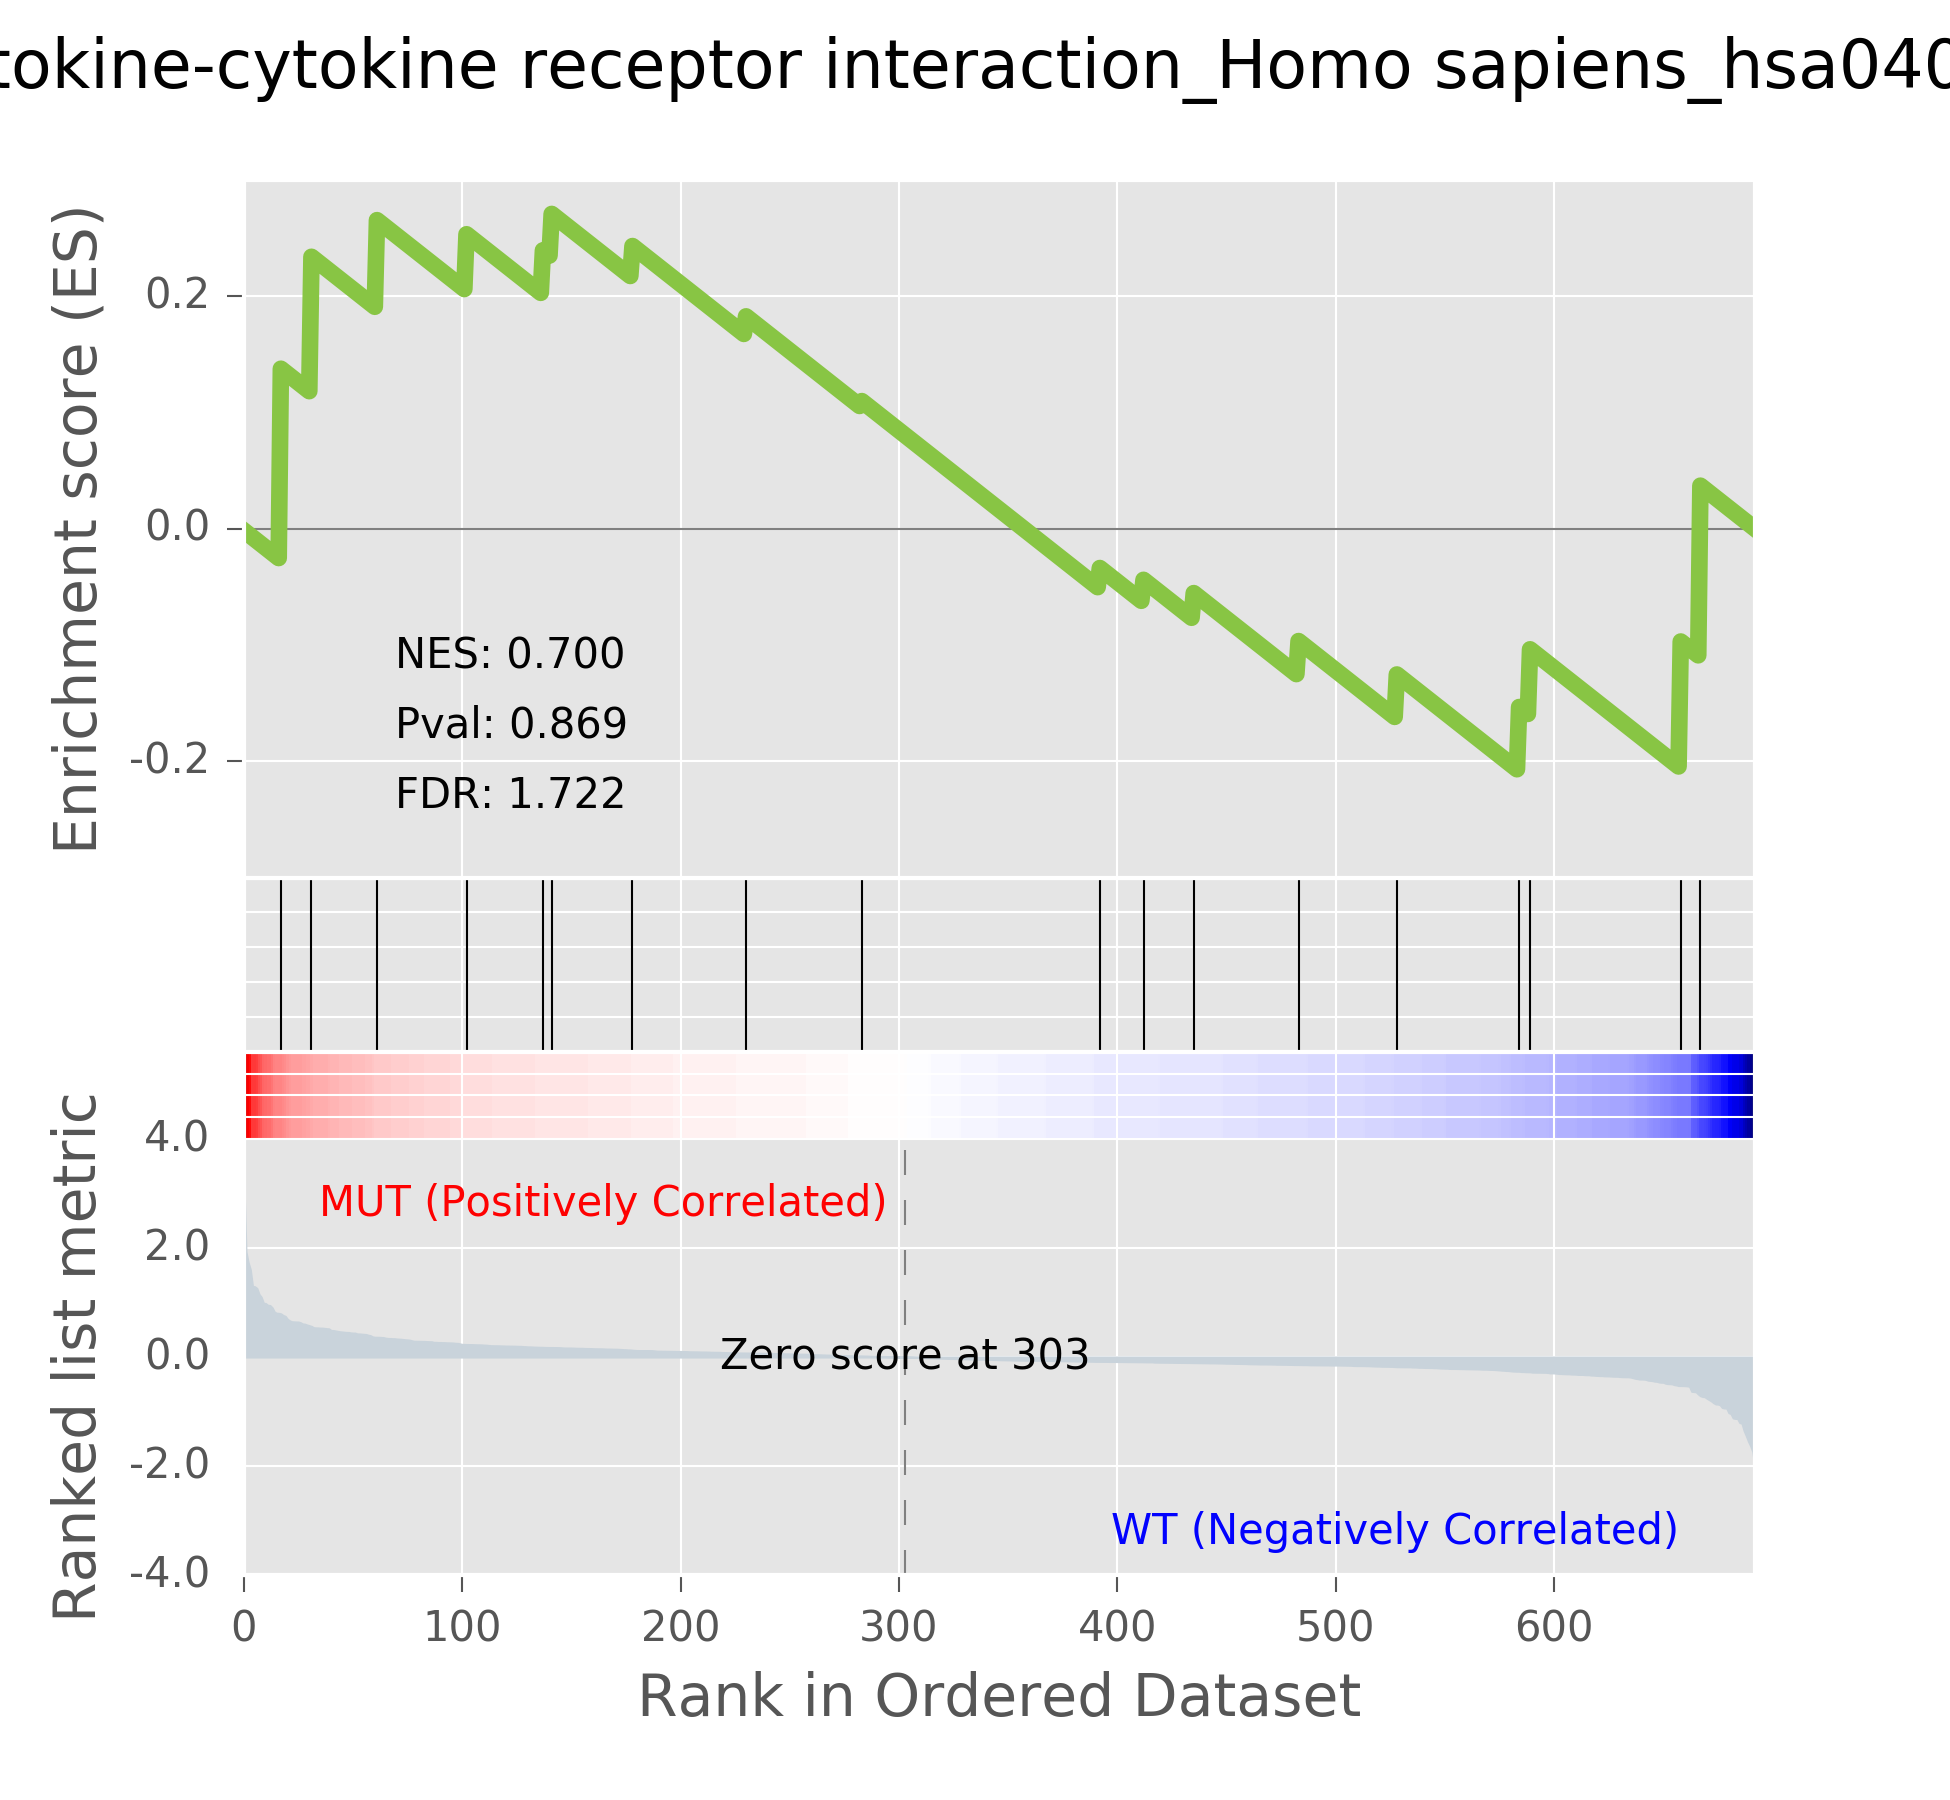 tokine-cytokine receptor interaction_Homo sapiens_hsa040
Enrichment score (ES)
0.2
0.0
-0.2
NES: 0.700
Pval: 0.869
FDR: 1.722
Ranked list metric
4.0
2.0
0.0
-2.0
-4.0
MUT (Positively Correlated)
Zero score at 303
WT (Negatively Correlated)
0 100 200 300 400 500 600
Rank in Ordered Dataset